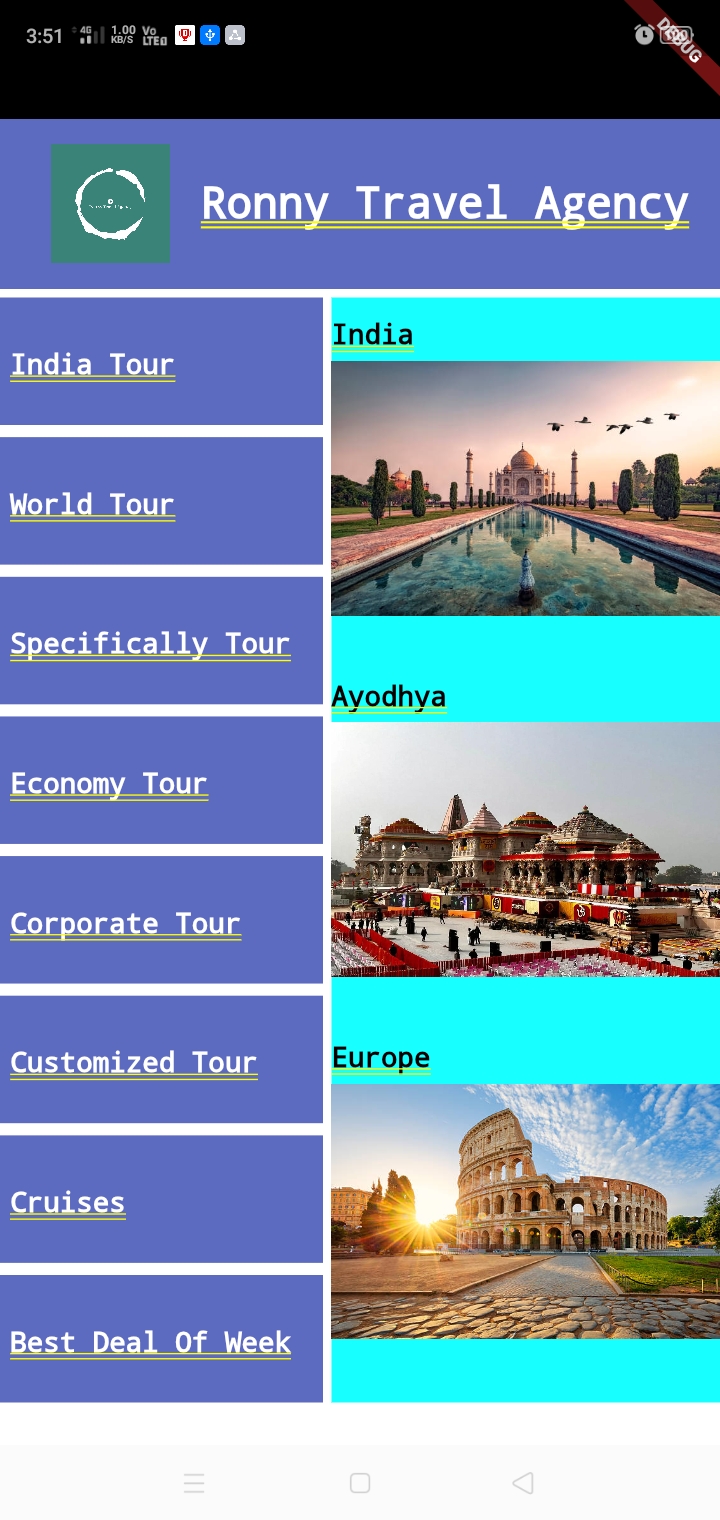 3:51 4G 1.00 KB/S Vo LTE
DEBUG
Ronny Travel Agency
India Tour
World Tour
Specifically Tour
Economy Tour
Corporate Tour
Customized Tour
Cruises
Best Deal Of Week
India
Ayodhya
Europe